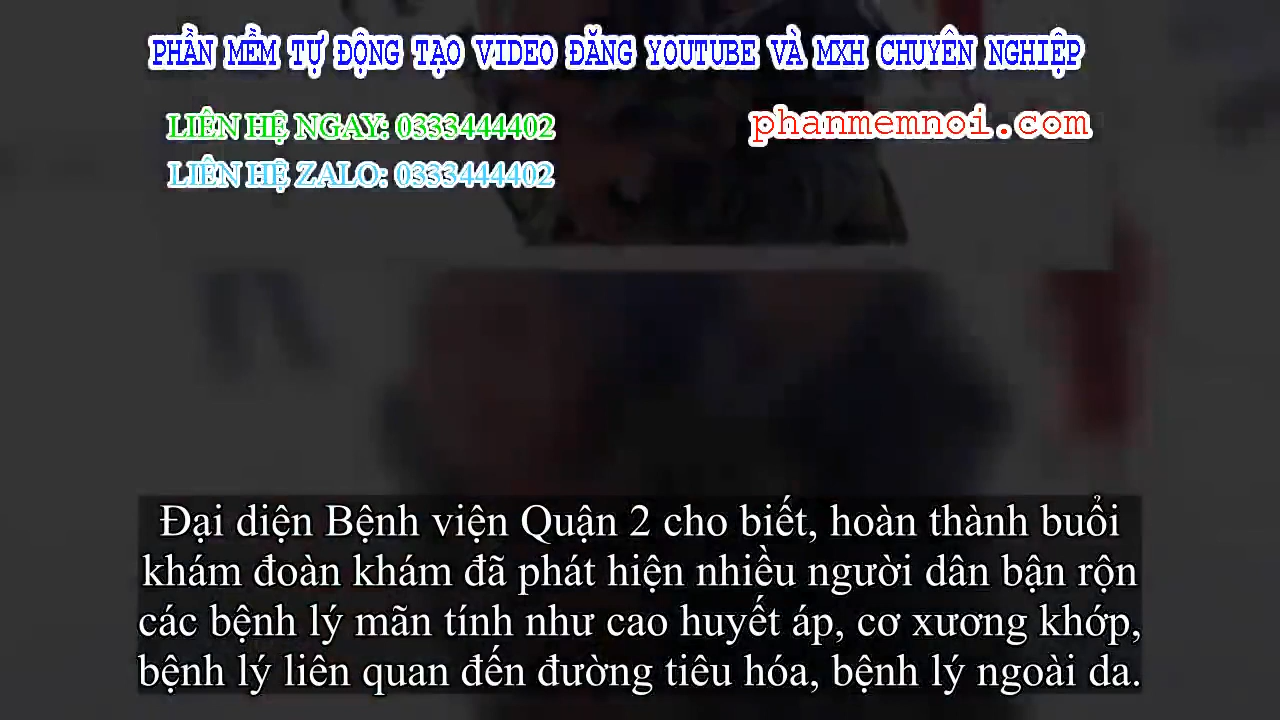 PHẦN MỀM TỰ ĐỘNG TẠO VIDEO ĐĂNG YOUTUBE VÀ MXH CHUYÊN NGHIỆP
LIÊN HỆ NGAY: 0333444402
phanmemnoi.com
LIÊN HỆ ZALO: 0333444402
Đại diện Bệnh viện Quận 2 cho biết, hoàn thành buổi
khám đoàn khám đã phát hiện nhiều người dân bận rộn
các bệnh lý mãn tính như cao huyết áp, cơ xương khớp,
bệnh lý liên quan đến đường tiêu hóa, bệnh lý ngoài da.